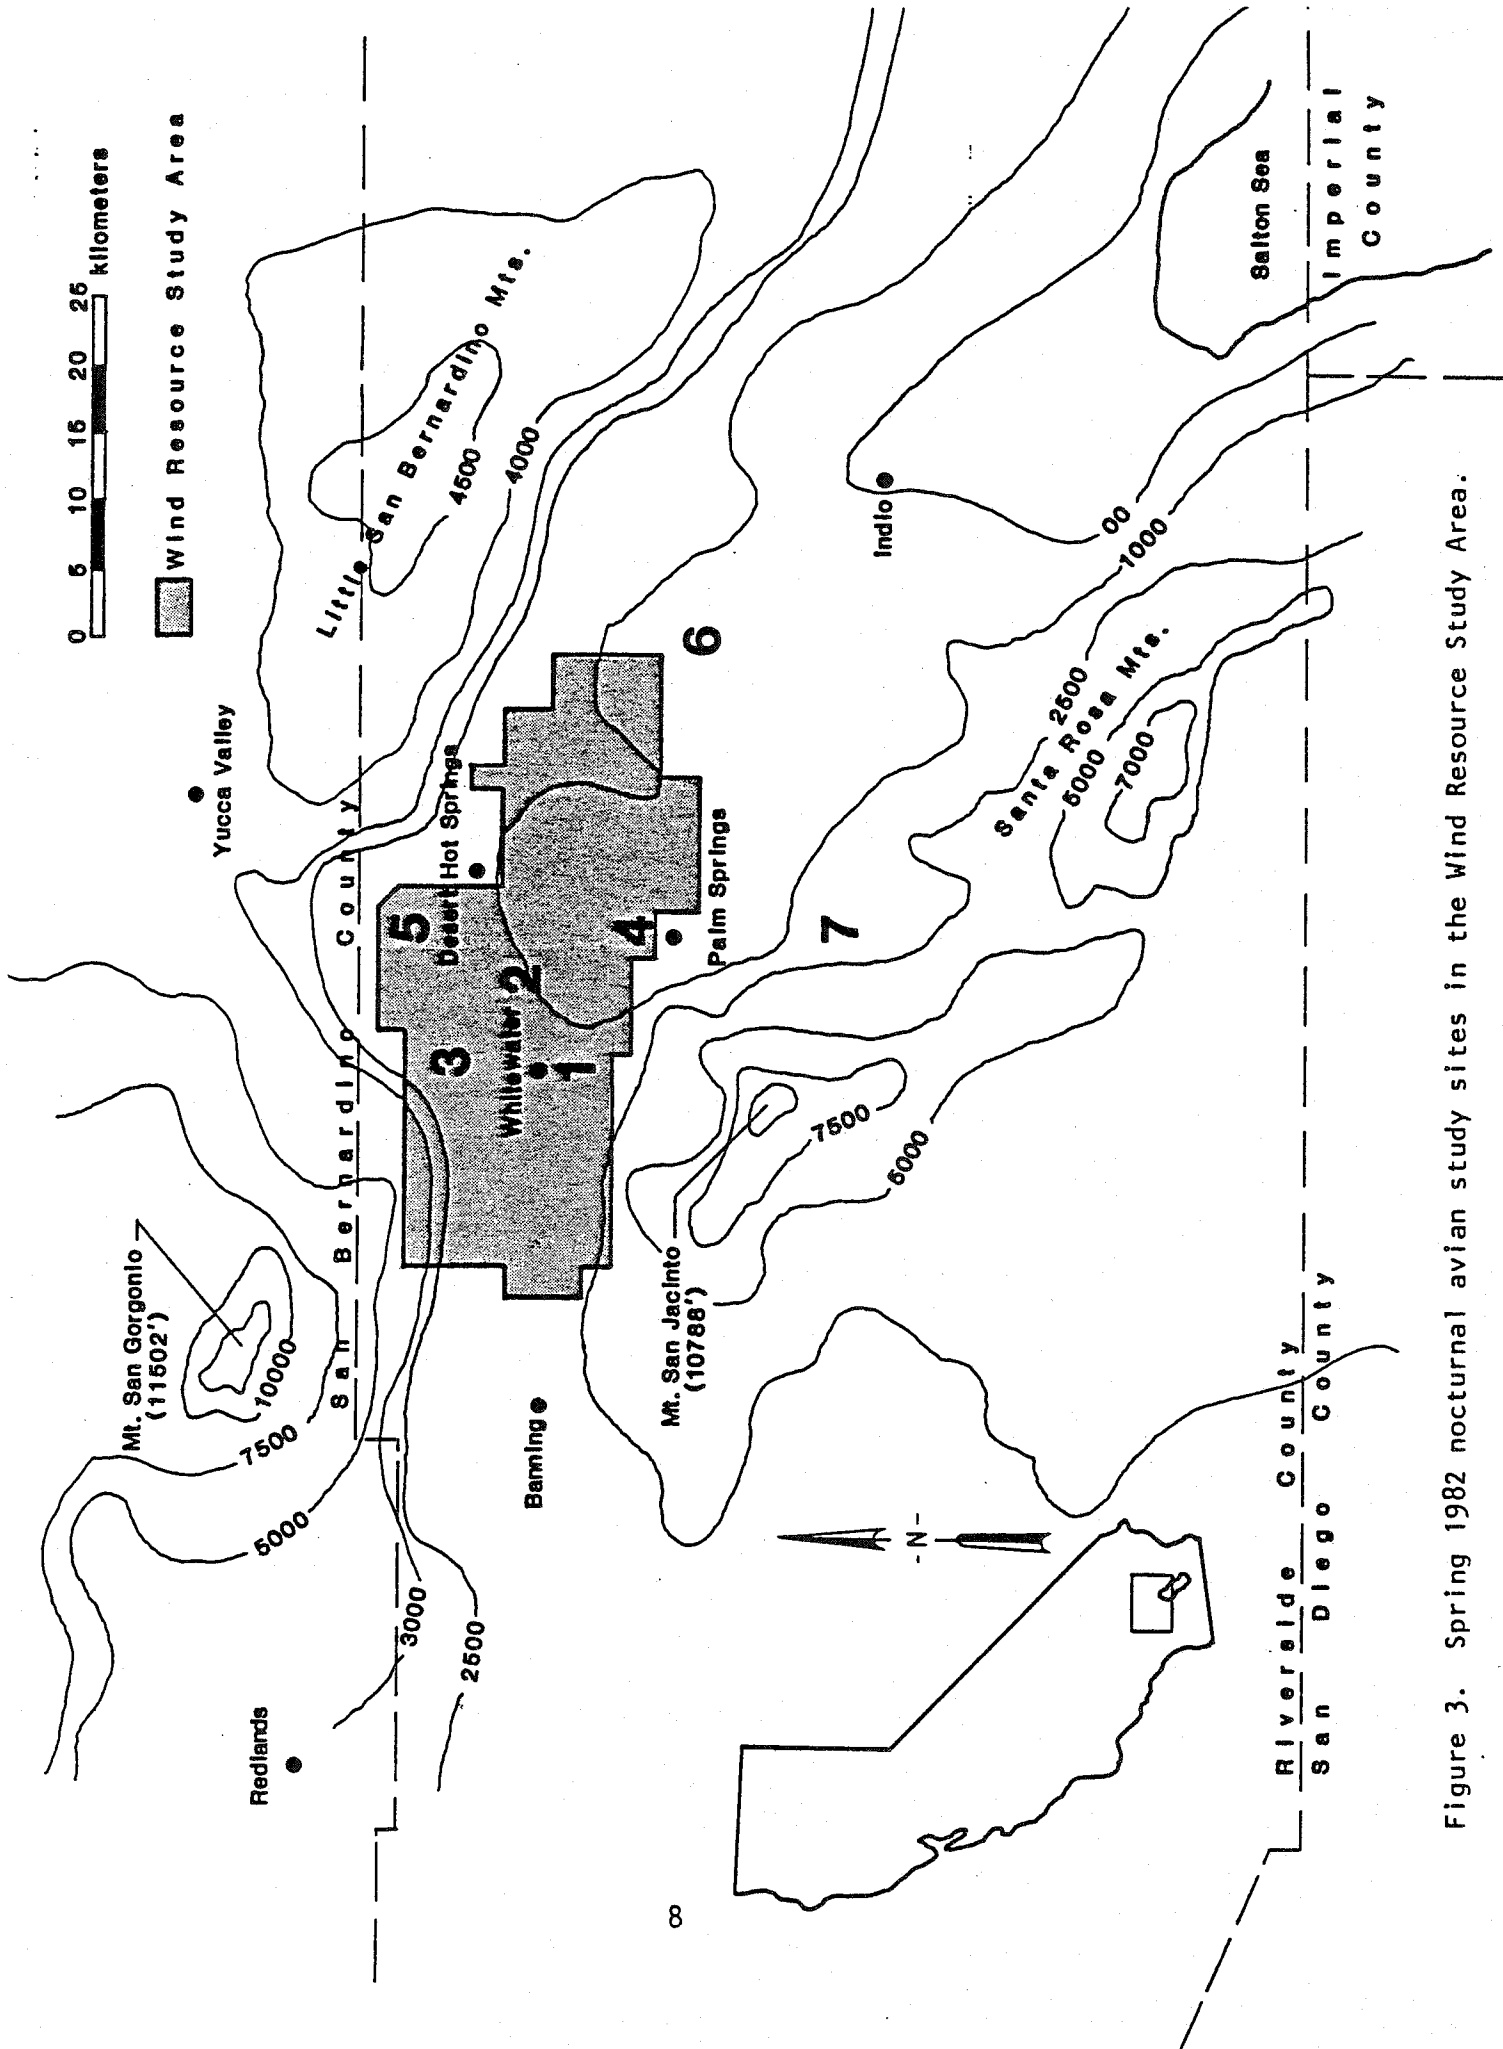 0 5 10 15 20 25 kilometers
Wind Resource Study Area
Mt. San Gorgonio
(11502')
10000
7500
5000
3000
2500
Redlands
Yucca Valley
San Bernardino County
Little San Bernardino Mts.
4500
4000
Desert Hot Springs
Whitewater
Banning
Palm Springs
1
2
3
4
5
6
7
Mt. San Jacinto
(10788')
7500
5000
Indio
00
1000
2500
Santa Rosa Mts.
5000
7000
Salton Sea
-N-
Riverside County
San Diego County
Imperial
County
Figure 3. Spring 1982 nocturnal avian study sites in the Wind Resource Study Area.
8